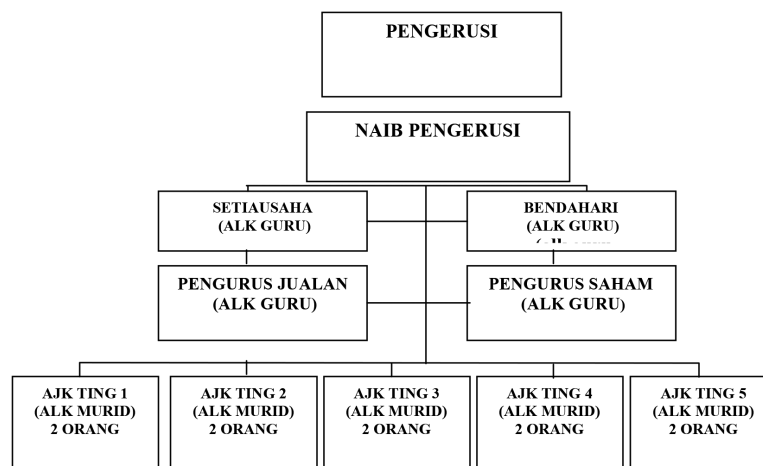 PENGERUSI
NAIB PENGERUSI
SETIAUSAHA
(ALK GURU)
BENDAHARI
(ALK GURU)
PENGURUS JUALAN
(ALK GURU)
PENGURUS SAHAM
(ALK GURU)
AJK TING 1
(ALK MURID)
2 ORANG
AJK TING 2
(ALK MURID)
2 ORANG
AJK TING 3
(ALK MURID)
2 ORANG
AJK TING 4
(ALK MURID)
2 ORANG
AJK TING 5
(ALK MURID)
2 ORANG